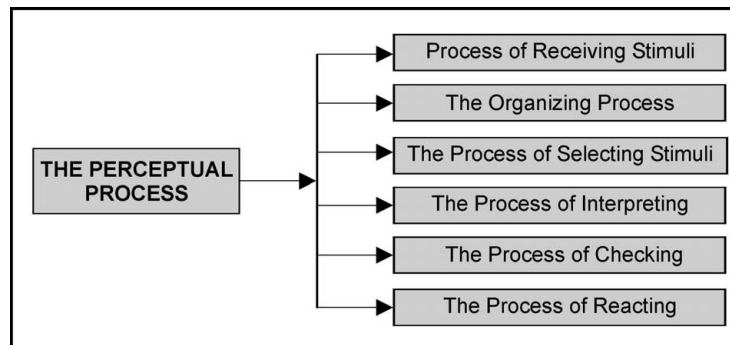 THE PERCEPTUAL
PROCESS
Process of Receiving Stimuli
The Organizing Process
The Process of Selecting Stimuli
The Process of Interpreting
The Process of Checking
The Process of Reacting